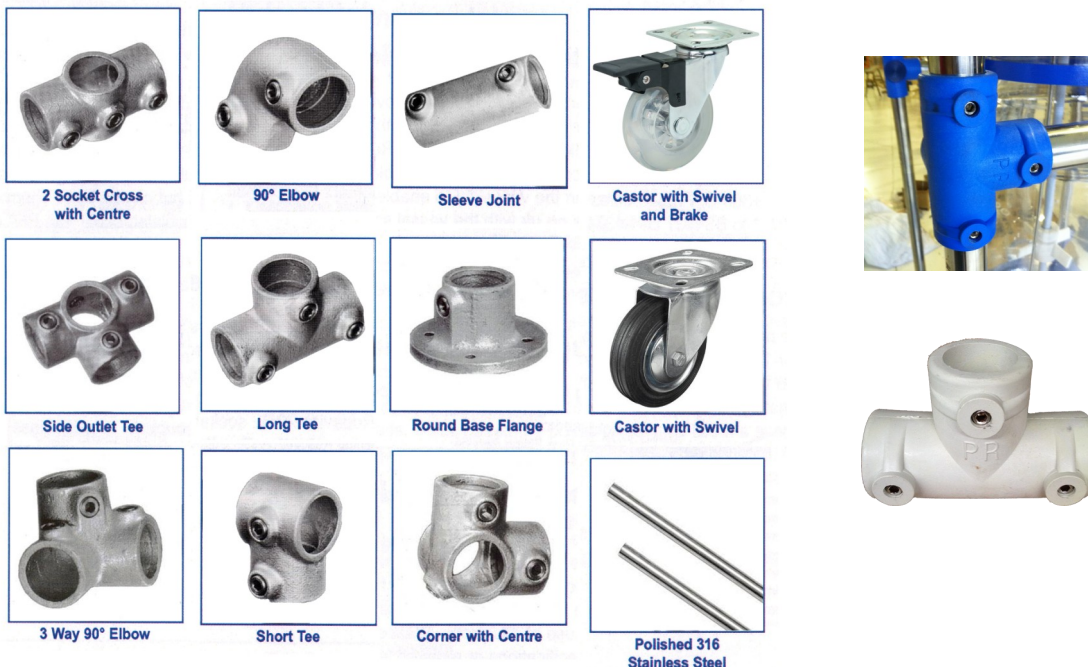 2 Socket Cross
with Centre
90° Elbow
Sleeve Joint
Castor with Swivel
and Brake
Side Outlet Tee
Long Tee
Round Base Flange
Castor with Swivel
3 Way 90° Elbow
Short Tee
Corner with Centre
Polished 316
Stainless Steel
PR
PR